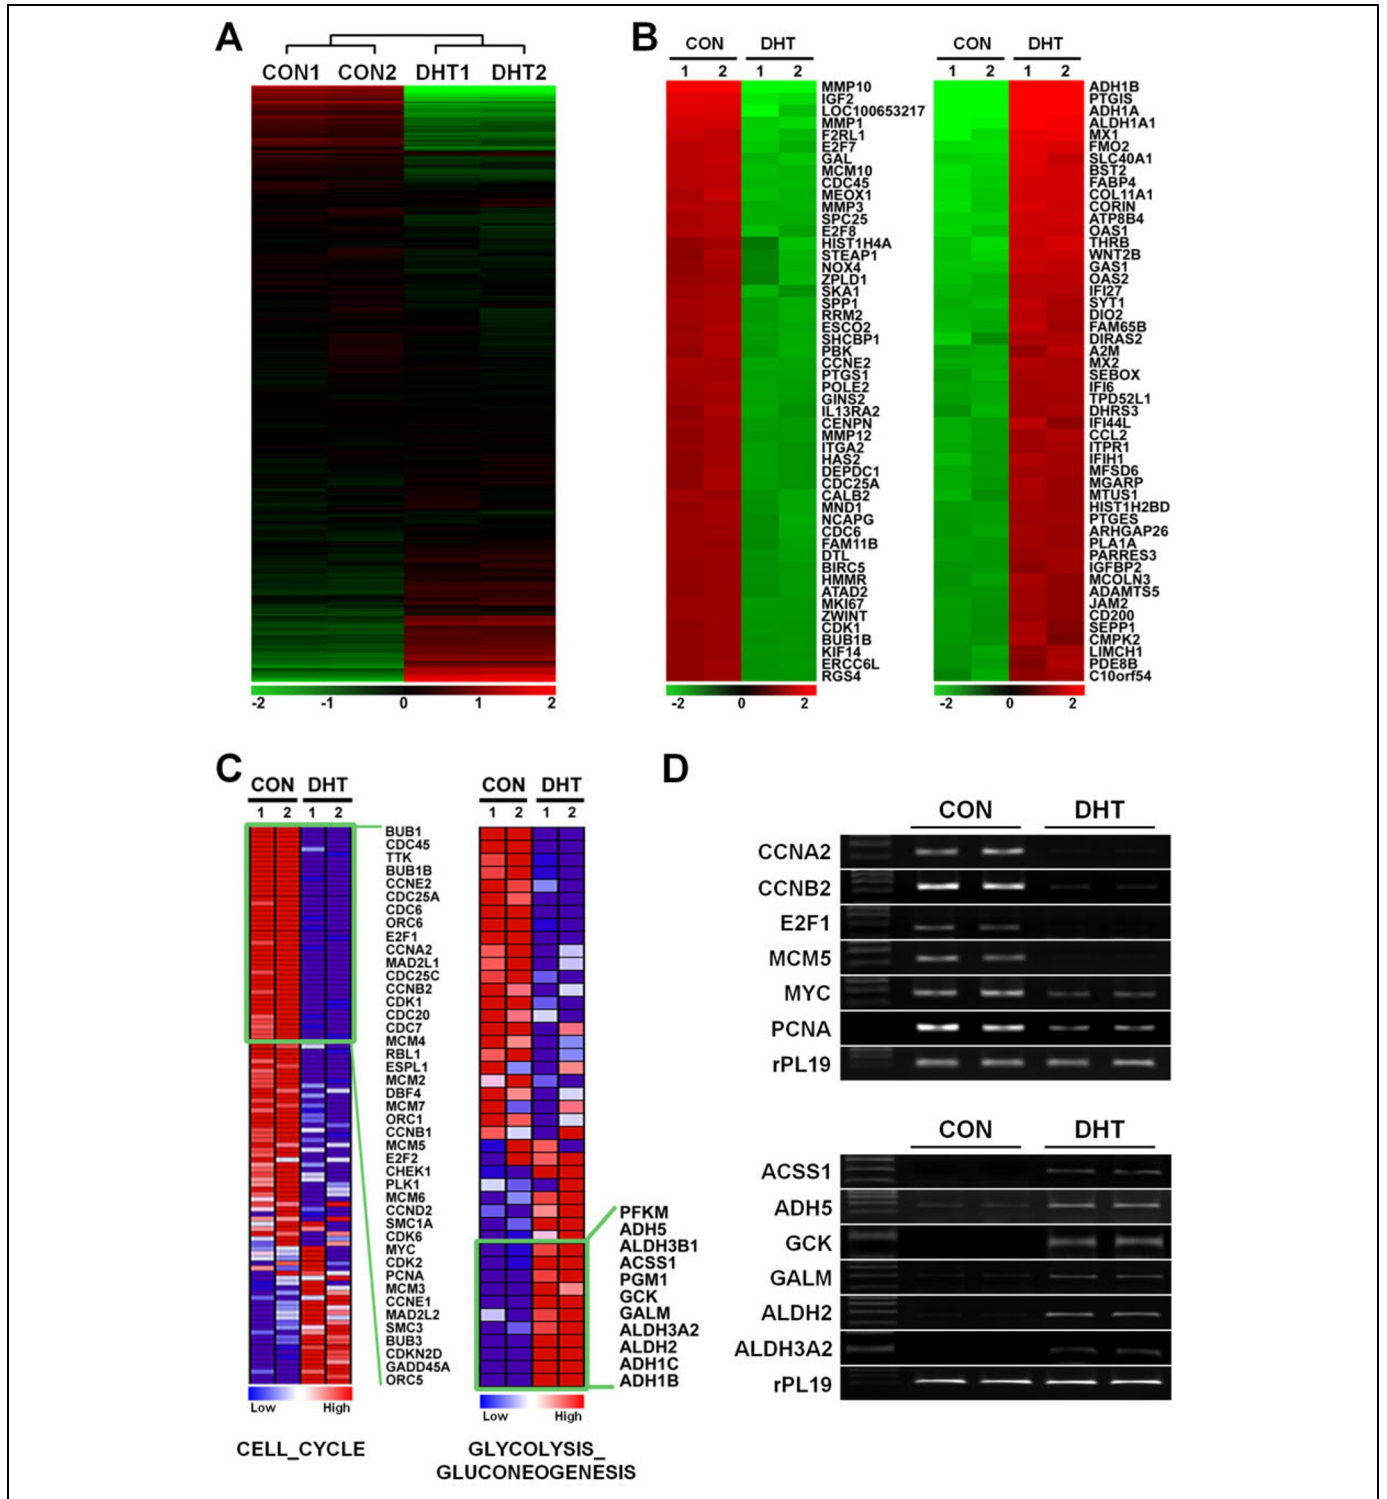 A
CON1 CON2 DHT1 DHT2
-2 -1 0 1 2
B
CON DHT
1 2 1 2
MMP10
IGF2
LOC100653217
MMP1
F2RL1
E2F7
GAL
MCM10
CDC45
MEOX1
MMP3
SPC25
E2F8
HIST1H4A
STEAP1
NOX4
ZPLD1
SKA1
SPP1
RRM2
ESCO2
SHCBP1
PBK
CCNE2
PTGS1
POLE2
GINS2
IL13RA2
CENPN
MMP12
ITGA2
HAS2
DEPDC1
CDC25A
CALB2
MND1
NCAPG
CDC6
FAM11B
DTL
BIRC5
HMMR
ATAD2
MKI67
ZWINT
CDK1
BUB1B
KIF14
ERCC6L
RGS4
-2 0 2
CON DHT
1 2 1 2
ADH1B
PTGIS
ADH1A
ALDH1A1
MX1
FMO2
SLC40A1
BST2
FABP4
COL11A1
CORIN
ATP8B4
OAS1
THRB
WNT2B
GAS1
OAS2
IFI27
SYT1
DIO2
FAM65B
DIRAS2
A2M
MX2
SEBOX
IFI6
TPD52L1
DHRS3
IFI44L
CCL2
ITPR1
IFIH1
MFSD6
MGARP
MTUS1
HIST1H2BD
PTGES
ARHGAP26
PLA1A
PARRES3
IGFBP2
MCOLN3
ADAMTS5
JAM2
CD200
SEPP1
CMPK2
LIMCH1
PDE8B
C10orf54
-2 0 2
C
CON DHT
1 2 1 2
BUB1
CDC45
TTK
BUB1B
CCNE2
CDC25A
CDC6
ORC6
E2F1
CCNA2
MAD2L1
CDC25C
CCNB2
CDK1
CDC20
CDC7
MCM4
RBL1
ESPL1
MCM2
DBF4
MCM7
ORC1
CCNB1
MCM5
E2F2
CHEK1
PLK1
MCM6
CCND2
SMC1A
CDK6
MYC
CDK2
PCNA
MCM3
CCNE1
MAD2L2
SMC3
BUB3
CDKN2D
GADD45A
ORC5
Low High
CELL_CYCLE
CON DHT
1 2 1 2
PFKM
ADH5
ALDH3B1
ACSS1
PGM1
GCK
GALM
ALDH3A2
ALDH2
ADH1C
ADH1B
Low High
GLYCOLYSIS_
GLUCONEOGENESIS
D
CON DHT
CCNA2
CCNB2
E2F1
MCM5
MYC
PCNA
rPL19
CON DHT
ACSS1
ADH5
GCK
GALM
ALDH2
ALDH3A2
rPL19